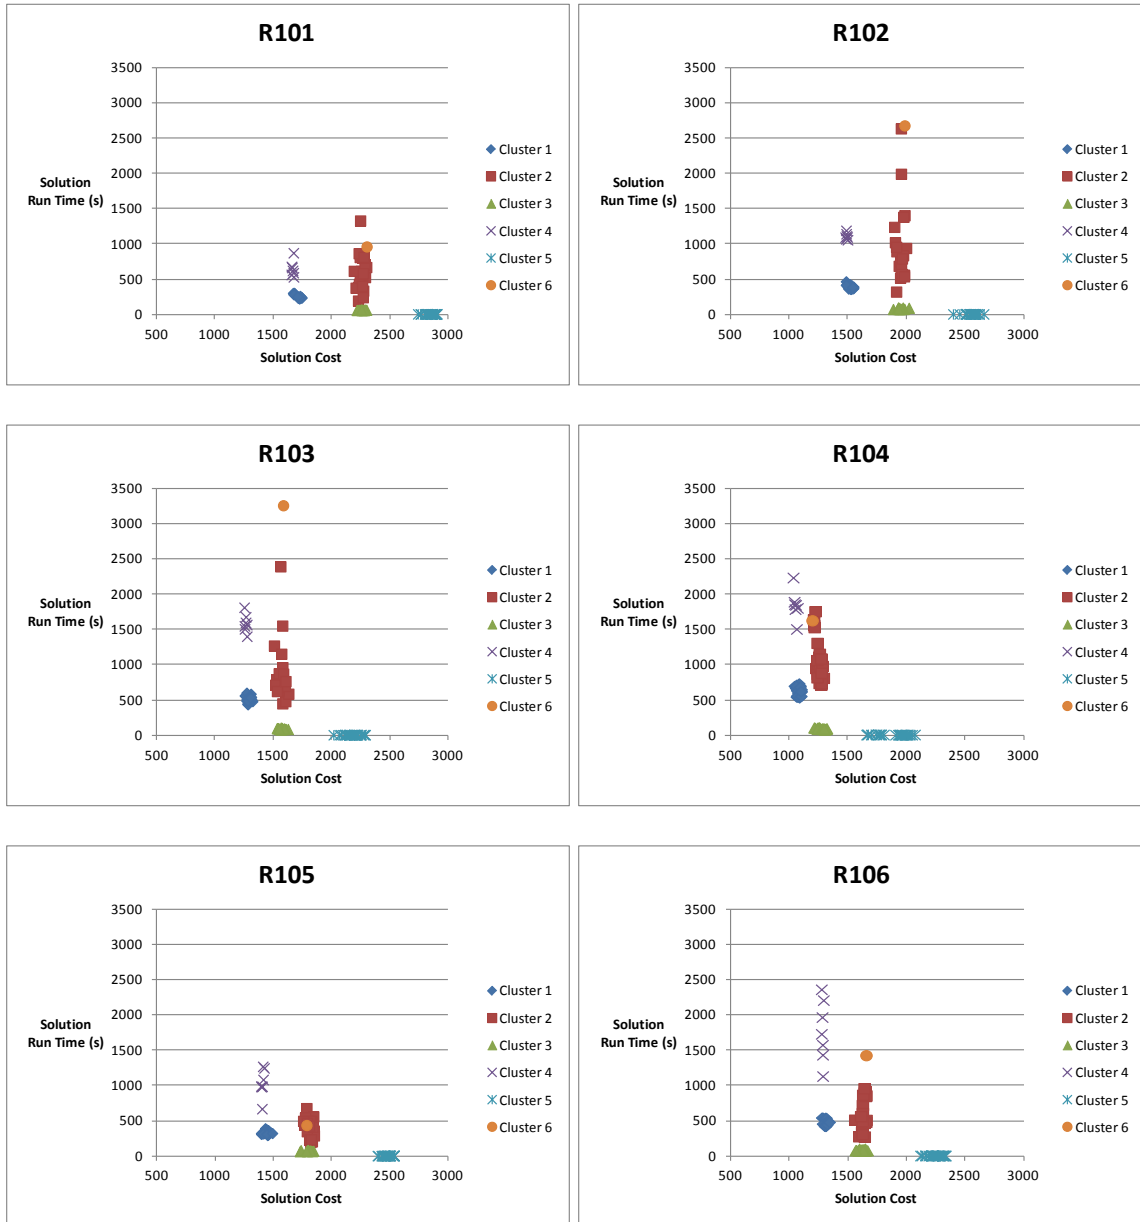 R101
3500
3000
2500
2000
1500
1000
500
0
Solution
Run Time (s)
500 1000 1500 2000 2500 3000
Solution Cost
Cluster 1
Cluster 2
Cluster 3
Cluster 4
Cluster 5
Cluster 6
R102
3500
3000
2500
2000
1500
1000
500
0
Solution
Run Time (s)
500 1000 1500 2000 2500 3000
Solution Cost
Cluster 1
Cluster 2
Cluster 3
Cluster 4
Cluster 5
Cluster 6
R103
3500
3000
2500
2000
1500
1000
500
0
Solution
Run Time (s)
500 1000 1500 2000 2500 3000
Solution Cost
Cluster 1
Cluster 2
Cluster 3
Cluster 4
Cluster 5
Cluster 6
R104
3500
3000
2500
2000
1500
1000
500
0
Solution
Run Time (s)
500 1000 1500 2000 2500 3000
Solution Cost
Cluster 1
Cluster 2
Cluster 3
Cluster 4
Cluster 5
Cluster 6
R105
3500
3000
2500
2000
1500
1000
500
0
Solution
Run Time (s)
500 1000 1500 2000 2500 3000
Solution Cost
Cluster 1
Cluster 2
Cluster 3
Cluster 4
Cluster 5
Cluster 6
R106
3500
3000
2500
2000
1500
1000
500
0
Solution
Run Time (s)
500 1000 1500 2000 2500 3000
Solution Cost
Cluster 1
Cluster 2
Cluster 3
Cluster 4
Cluster 5
Cluster 6